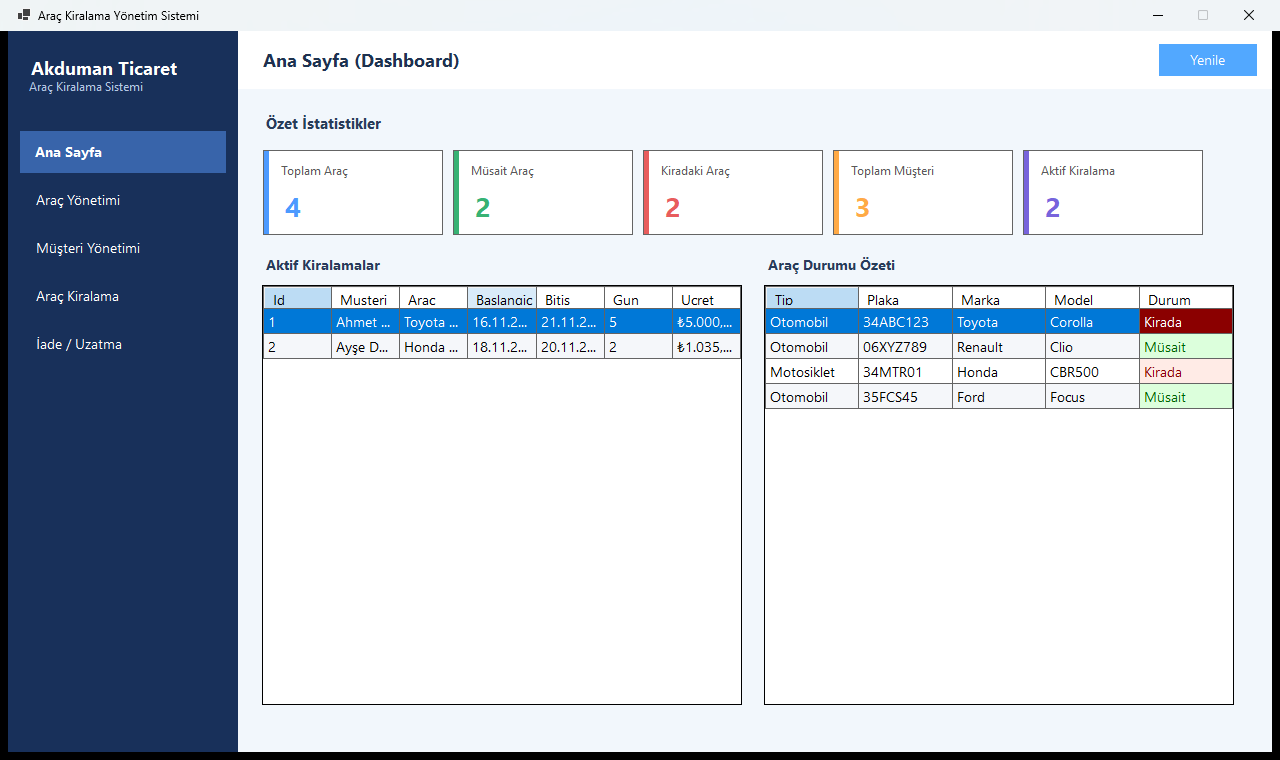 Araç Kiralama Yönetim Sistemi
Akduman Ticaret
Araç Kiralama Sistemi
Ana Sayfa
Araç Yönetimi
Müşteri Yönetimi
Araç Kiralama
İade / Uzatma
Ana Sayfa (Dashboard)
Yenile
Özet İstatistikler
Toplam Araç
4
Müsait Araç
2
Kiradaki Araç
2
Toplam Müşteri
3
Aktif Kiralama
2
Aktif Kiralamalar
Id Musteri Arac Baslangic Bitis Gun Ucret
1 Ahmet ... Toyota ... 16.11.2... 21.11.2... 5 ₺5.000,...
2 Ayşe D... Honda ... 18.11.2... 20.11.2... 2 ₺1.035,...
Araç Durumu Özeti
Tip Plaka Marka Model Durum
Otomobil 34ABC123 Toyota Corolla Kirada
Otomobil 06XYZ789 Renault Clio Müsait
Motosiklet 34MTR01 Honda CBR500 Kirada
Otomobil 35FCS45 Ford Focus Müsait